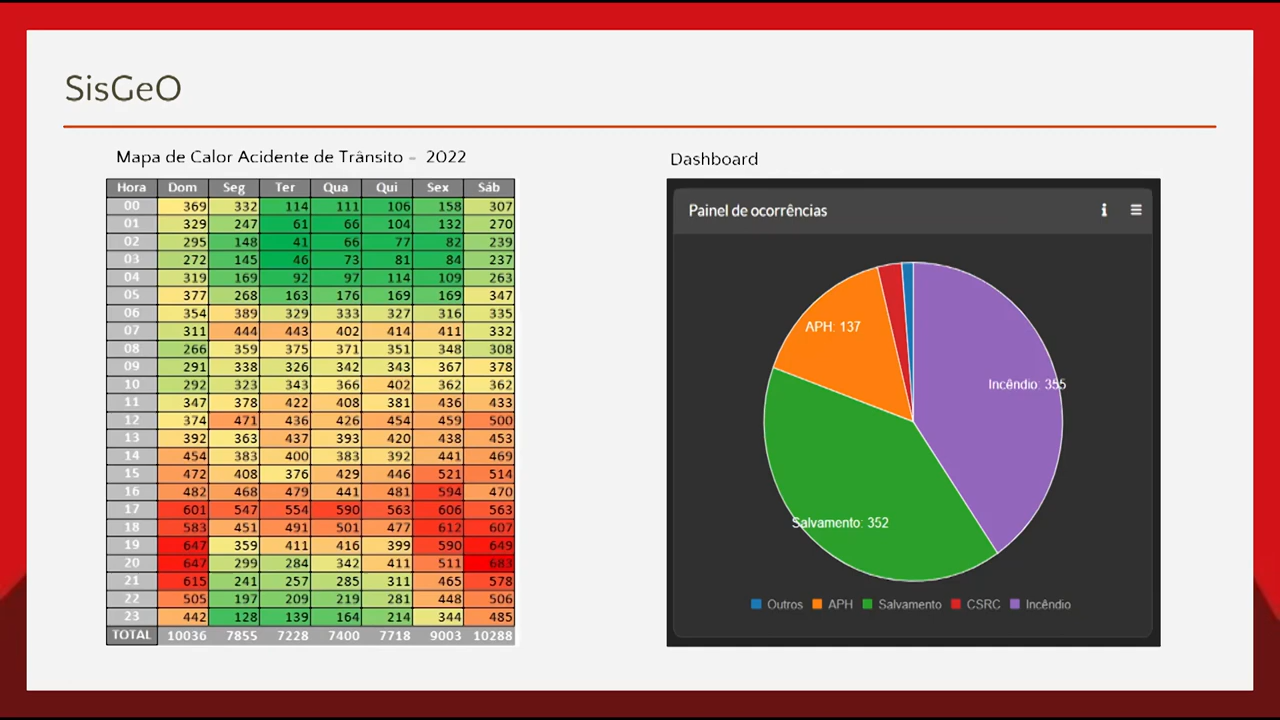 SisGeO
Mapa de Calor Acidente de Trânsito - 2022
Hora Dom Seg Ter Qua Qui Sex Sáb
00 369 332 114 111 106 158 307
01 329 247 61 66 104 132 270
02 295 148 41 66 77 82 239
03 272 145 46 73 81 84 237
04 319 169 92 97 114 109 263
05 377 268 163 176 169 169 347
06 354 389 329 333 327 316 335
07 311 444 443 402 414 411 332
08 266 359 375 371 351 348 308
09 291 338 326 342 343 367 378
10 292 323 343 366 402 362 362
11 347 378 422 408 381 436 433
12 374 471 436 426 454 459 500
13 392 363 437 393 420 438 453
14 454 383 400 383 392 441 469
15 472 408 376 429 446 521 514
16 482 468 479 441 481 594 470
17 601 547 554 590 563 606 563
18 583 451 491 501 477 612 607
19 647 359 411 416 399 590 649
20 647 299 284 342 411 511 683
21 615 241 257 285 311 465 578
22 505 197 209 219 281 448 506
23 442 128 139 164 214 344 485
TOTAL 10036 7855 7228 7400 7718 9003 10288
Dashboard
Painel de ocorrências
APH: 137
Incêndio: 355
Salvamento: 352
Outros APH Salvamento CSRC Incêndio